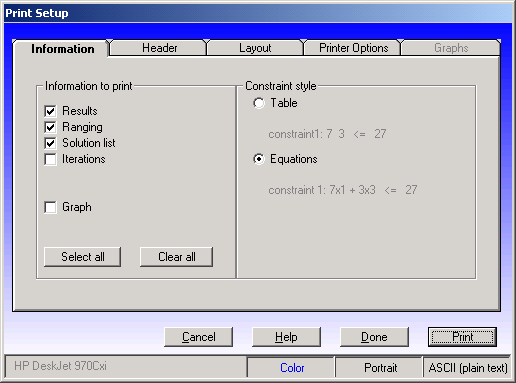 Print Setup
Information Header Layout Printer Options Graphs
Information to print
Results
Ranging
Solution list
Iterations
Graph
Select all Clear all
Constraint style
Table
constraint1: 7 3 <= 27
Equations
constraint 1: 7x1 + 3x3 <= 27
Cancel Help Done Print
HP DeskJet 970Cxi Color Portrait ASCII (plain text)